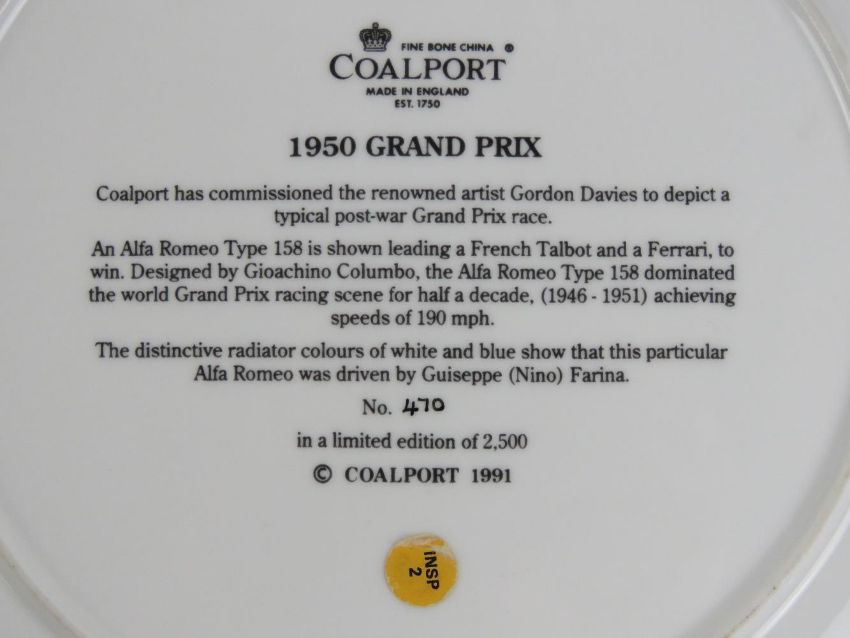 FINE BONE CHINA ®
COALPORT
MADE IN ENGLAND
EST. 1750
1950 GRAND PRIX
Coalport has commissioned the renowned artist Gordon Davies to depict a
typical post-war Grand Prix race.
An Alfa Romeo Type 158 is shown leading a French Talbot and a Ferrari, to
win. Designed by Gioachino Columbo, the Alfa Romeo Type 158 dominated
the world Grand Prix racing scene for half a decade, (1946 - 1951) achieving
speeds of 190 mph.
The distinctive radiator colours of white and blue show that this particular
Alfa Romeo was driven by Guiseppe (Nino) Farina.
No. 470
in a limited edition of 2,500
© COALPORT 1991
INSP
2